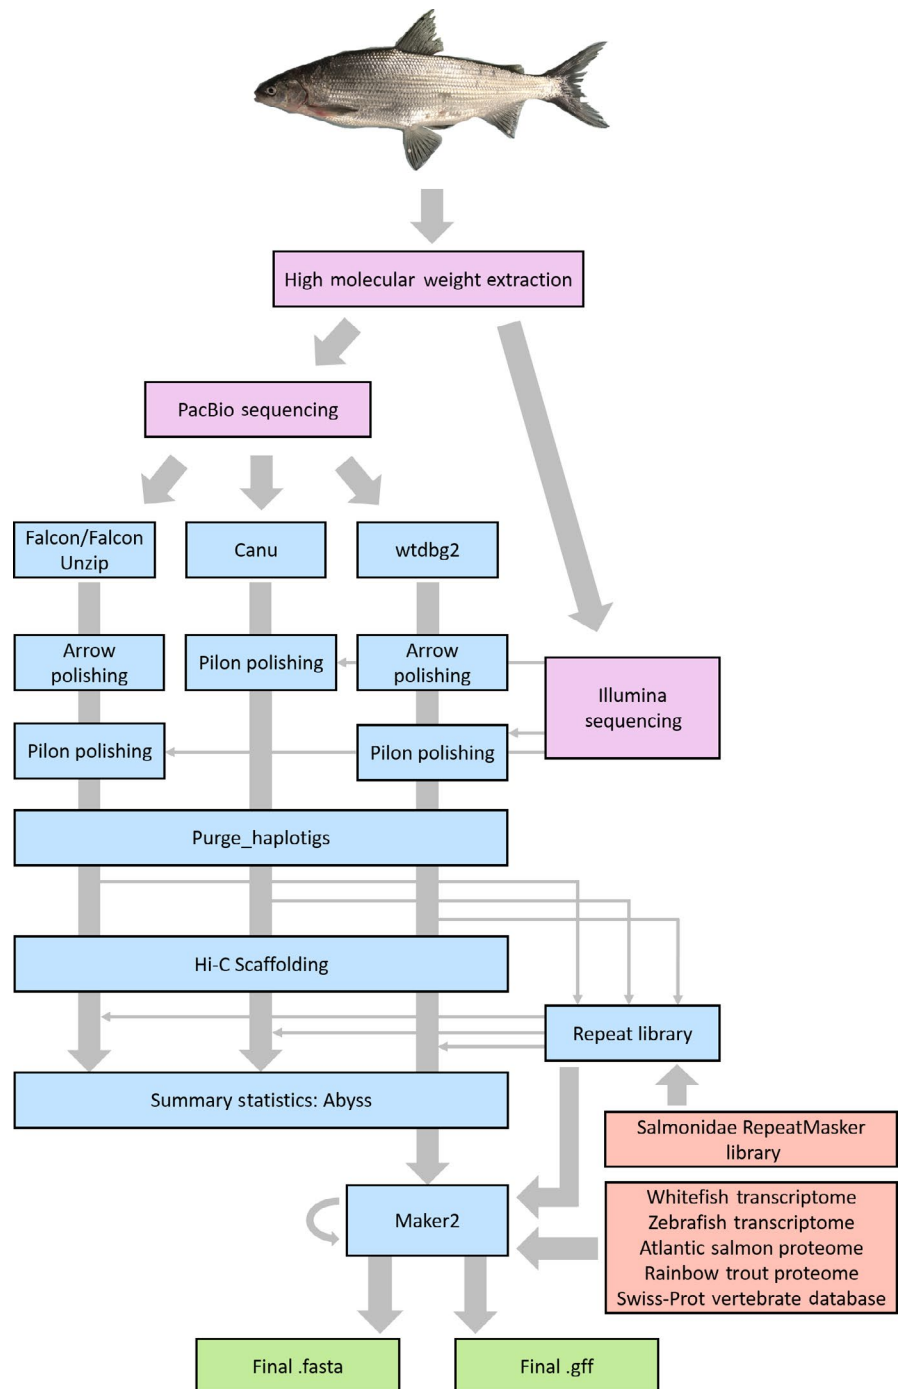 High molecular weight extraction
PacBio sequencing
Falcon/Falcon
Unzip
Canu
wtdbg2
Arrow
polishing
Pilon polishing
Arrow
polishing
Illumina
sequencing
Pilon polishing
Pilon polishing
Purge_haplotigs
Hi-C Scaffolding
Repeat library
Summary statistics: Abyss
Salmonidae RepeatMasker
library
Maker2
Whitefish transcriptome
Zebrafish transcriptome
Atlantic salmon proteome
Rainbow trout proteome
Swiss-Prot vertebrate database
Final .fasta
Final .gff